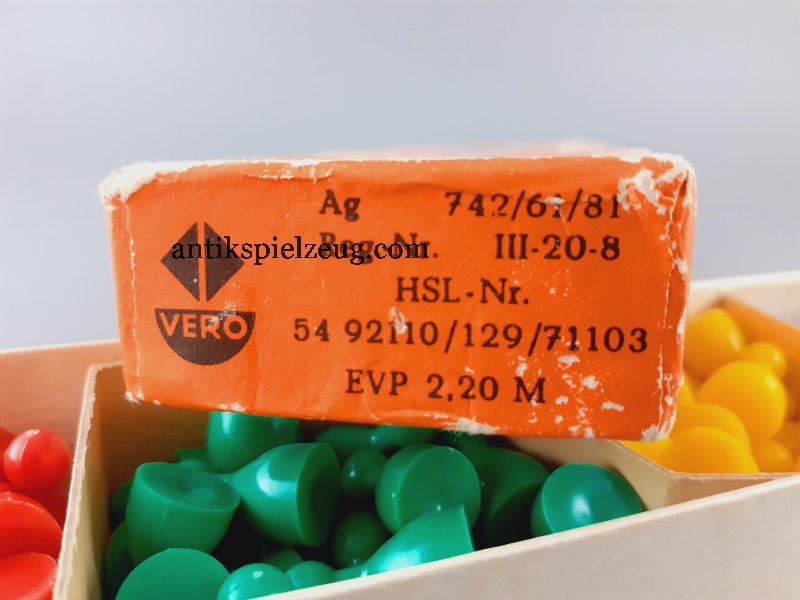 Ag 742/61/81
Reg-Nr. III-20-8
antikspielzeug.com
HSL-Nr.
VERO
54 92110/129/71103
EVP 2,20 M